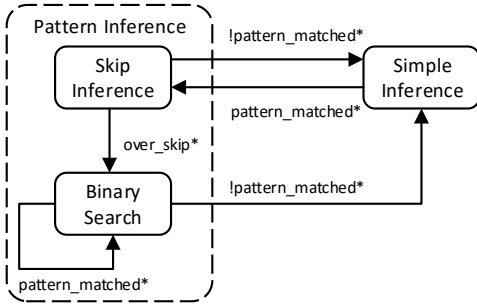 Pattern Inference
Skip
Inference
!pattern_matched*
Simple
Inference
pattern_matched*
over_skip*
Binary
Search
!pattern_matched*
pattern_matched*